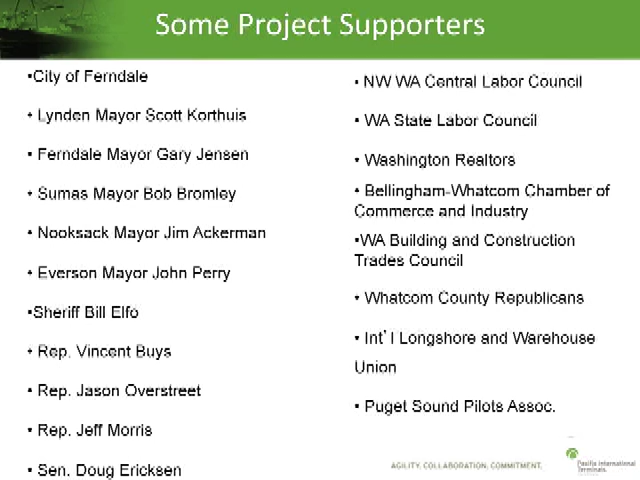 Some Project Supporters
•City of Ferndale
• Lynden Mayor Scott Korthuis
• Ferndale Mayor Gary Jensen
• Sumas Mayor Bob Bromley
• Nooksack Mayor Jim Ackerman
• Everson Mayor John Perry
•Sheriff Bill Elfo
• Rep. Vincent Buys
• Rep. Jason Overstreet
• Rep. Jeff Morris
• Sen. Doug Ericksen
• NW WA Central Labor Council
• WA State Labor Council
• Washington Realtors
• Bellingham-Whatcom Chamber of
Commerce and Industry
•WA Building and Construction
Trades Council
• Whatcom County Republicans
• Int'l Longshore and Warehouse
Union
• Puget Sound Pilots Assoc.
AGILITY. COLLABORATION. COMMITMENT.
Pacific International
Terminals